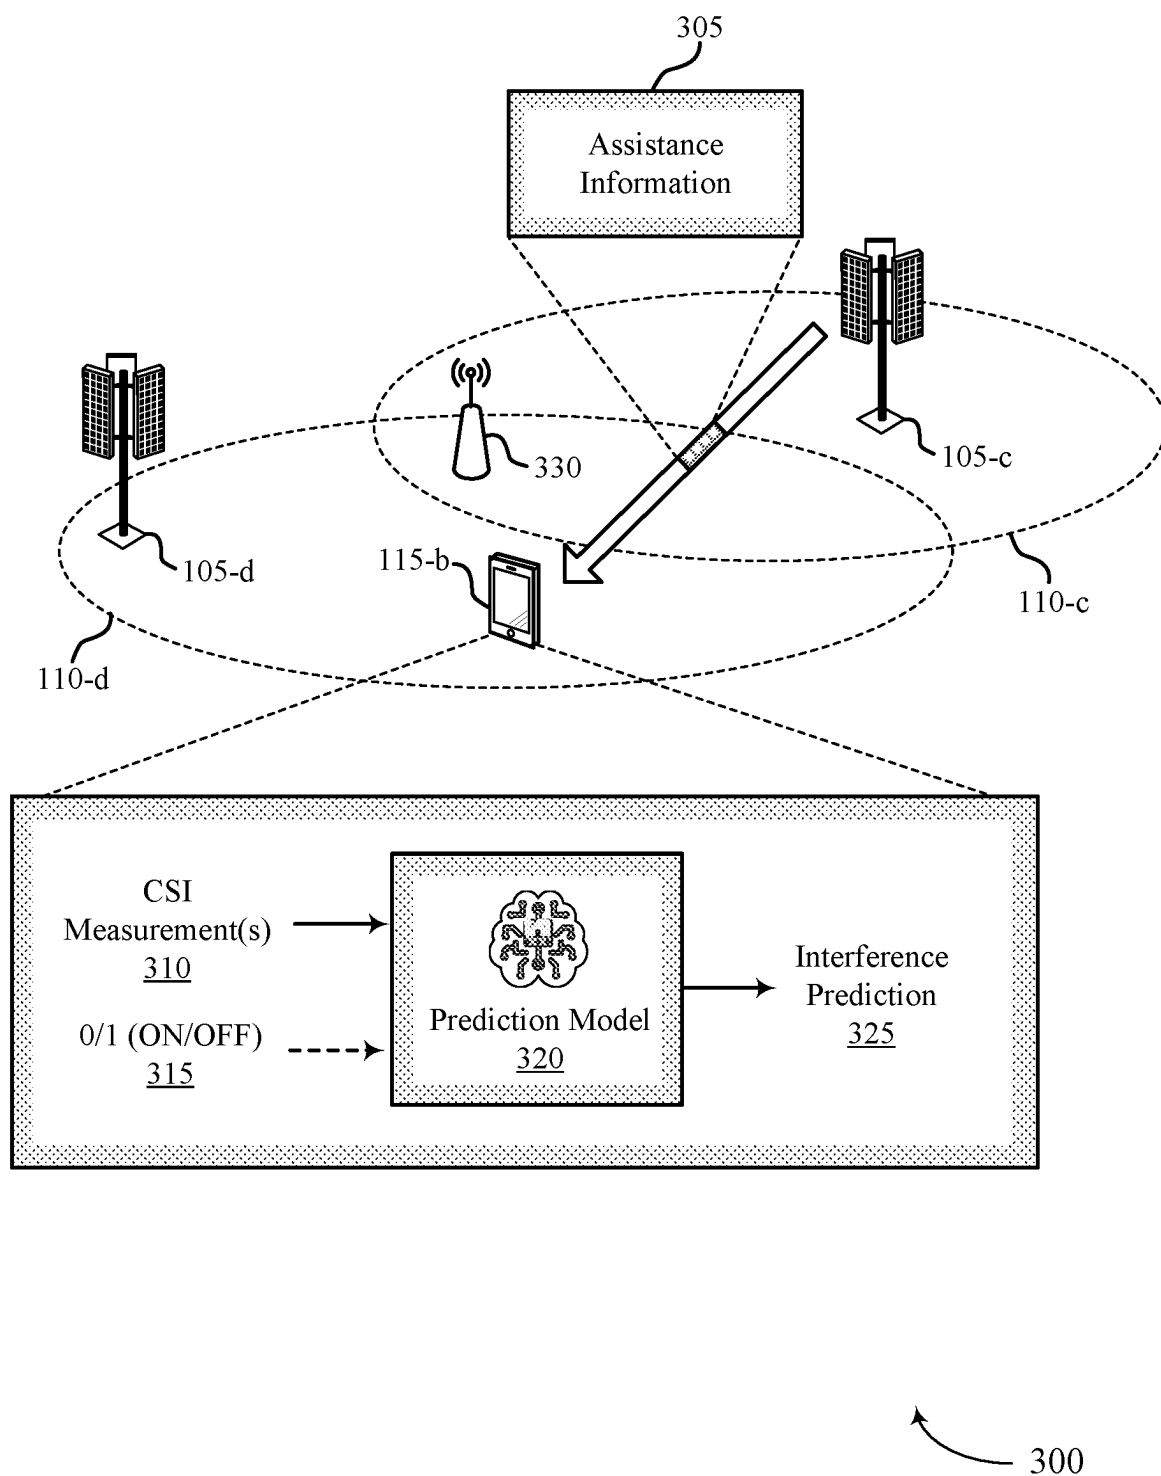 305
Assistance
Information
330
105-c
105-d
115-b
110-c
110-d
CSI
Measurement(s)
310
0/1 (ON/OFF)
315
Prediction Model
320
Interference
Prediction
325
300